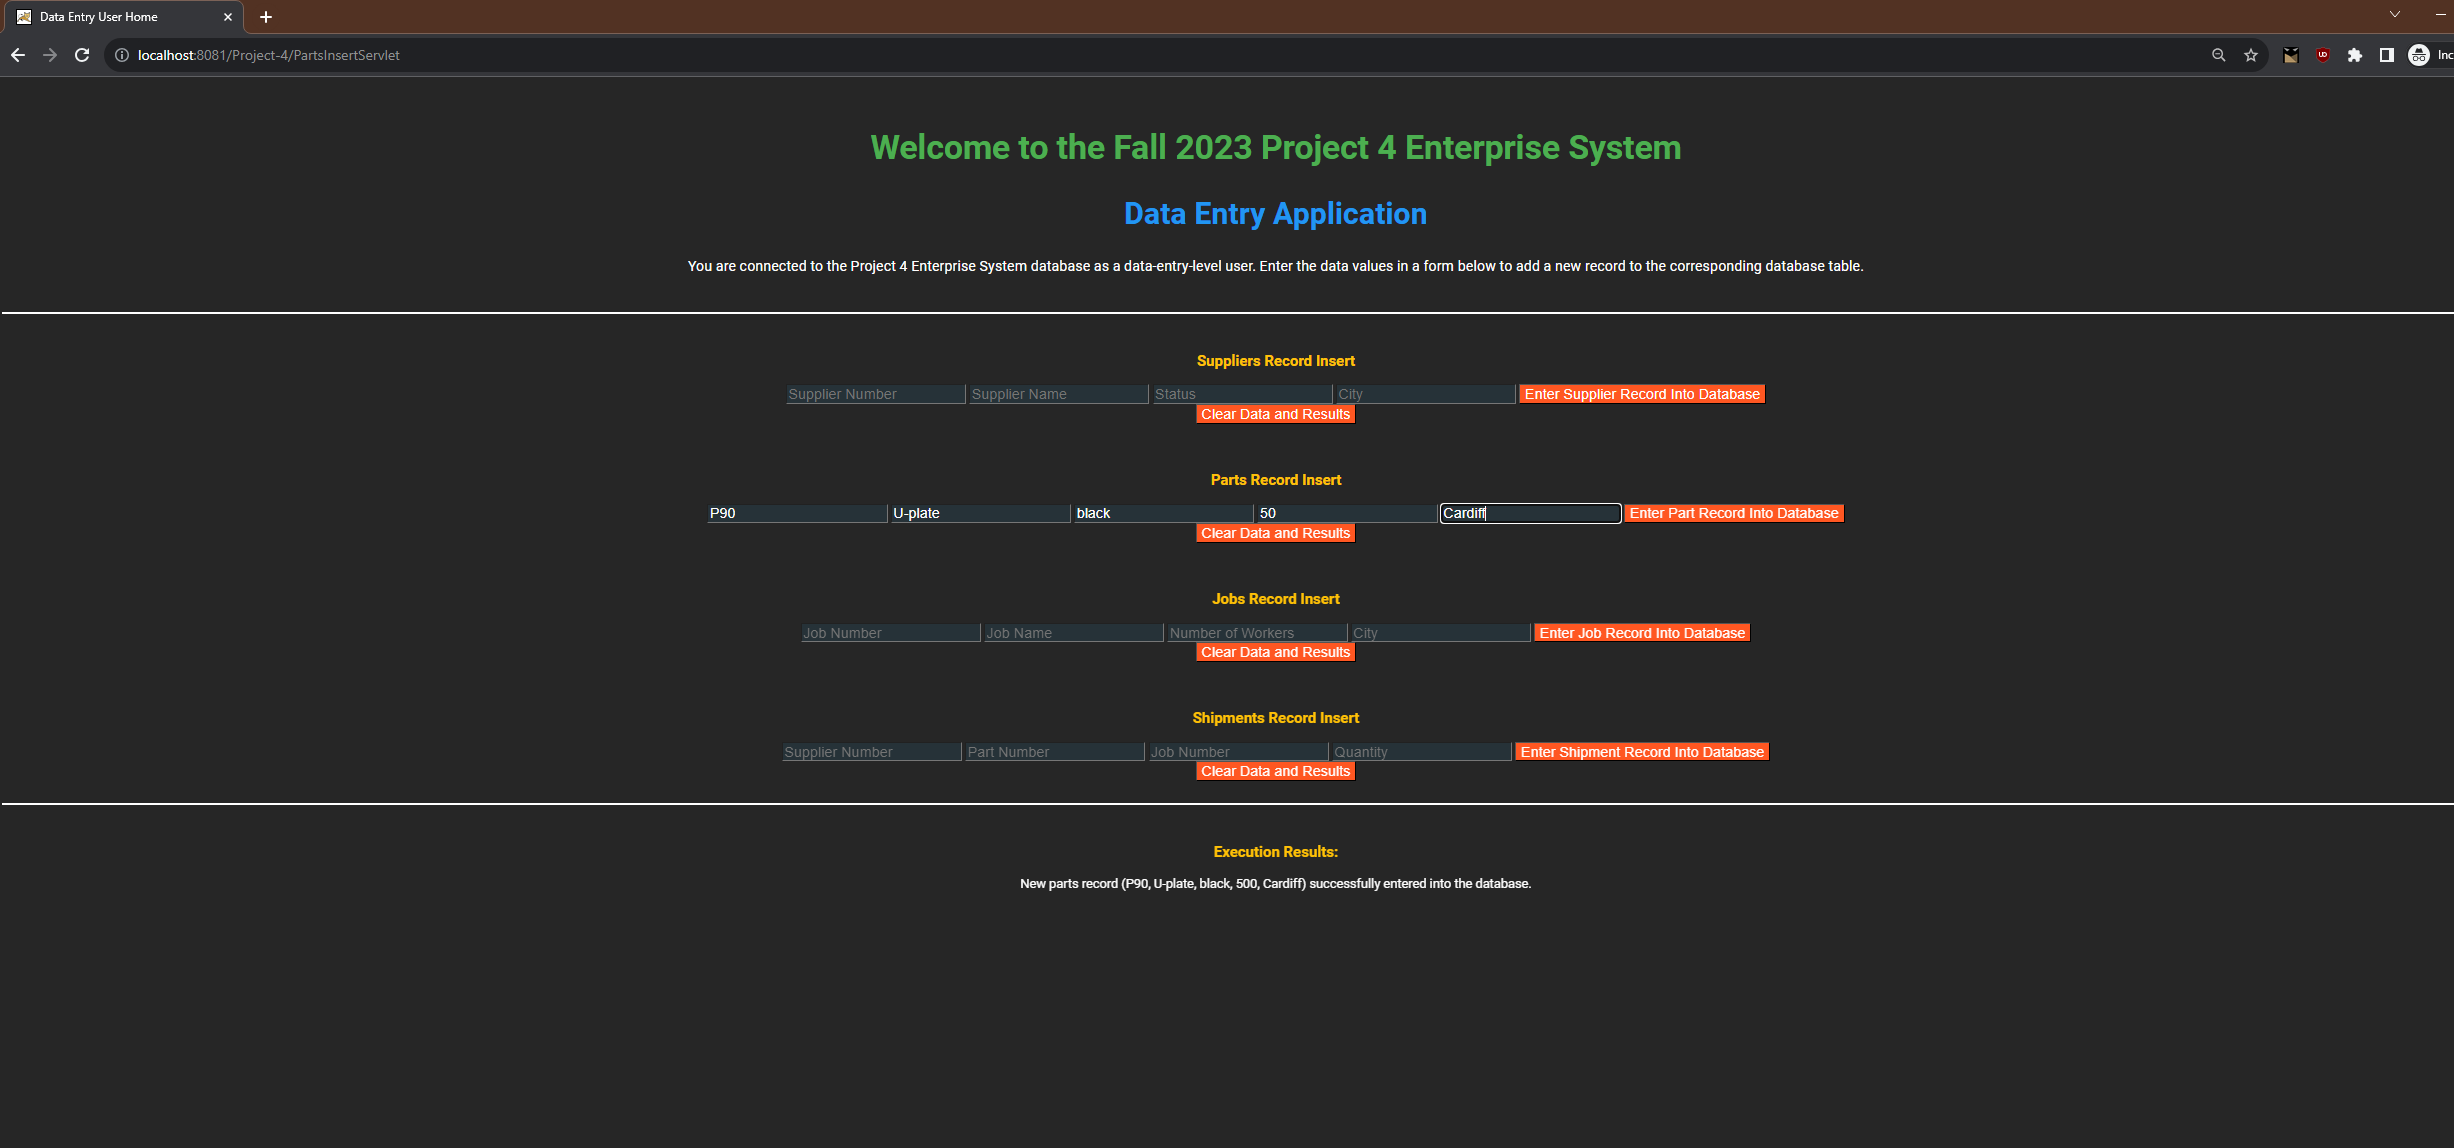 Data Entry User Home
localhost:8081/Project-4/PartsInsertServlet
Inc
Welcome to the Fall 2023 Project 4 Enterprise System
Data Entry Application
You are connected to the Project 4 Enterprise System database as a data-entry-level user. Enter the data values in a form below to add a new record to the corresponding database table.
Suppliers Record Insert
Supplier Number Supplier Name Status City Enter Supplier Record Into Database
Clear Data and Results
Parts Record Insert
P90 U-plate black 50 Cardiff Enter Part Record Into Database
Clear Data and Results
Jobs Record Insert
Job Number Job Name Number of Workers City Enter Job Record Into Database
Clear Data and Results
Shipments Record Insert
Supplier Number Part Number Job Number Quantity Enter Shipment Record Into Database
Clear Data and Results
Execution Results:
New parts record (P90, U-plate, black, 500, Cardiff) successfully entered into the database.